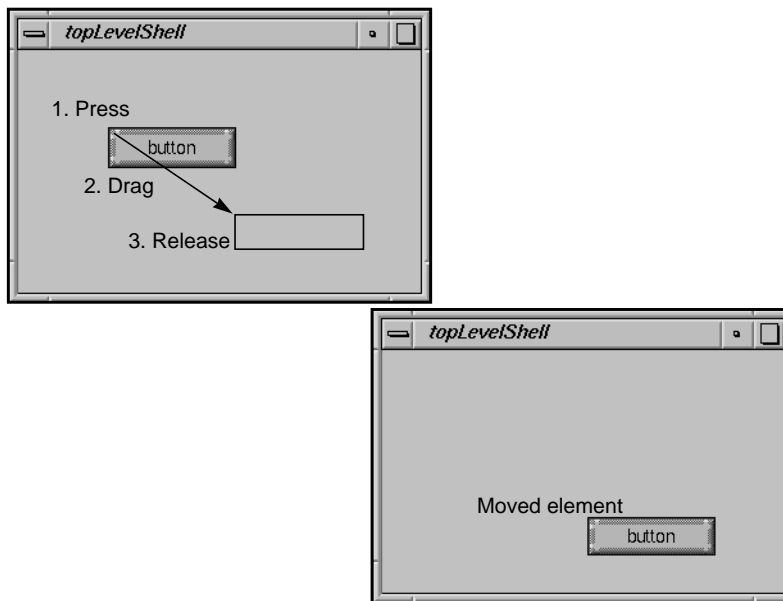 topLevelShell
1. Press
button
2. Drag
3. Release
topLevelShell
Moved element
button